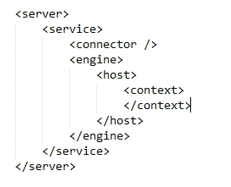 <server>
    <service>
        <connector />
        <engine>
            <host>
                <context>
                </context>
            </host>
        </engine>
    </service>
</server>